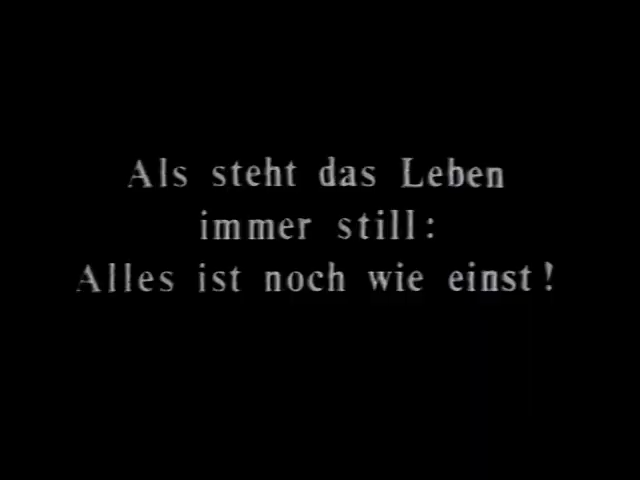 Als steht das Leben
immer still:
Alles ist noch wie einst!